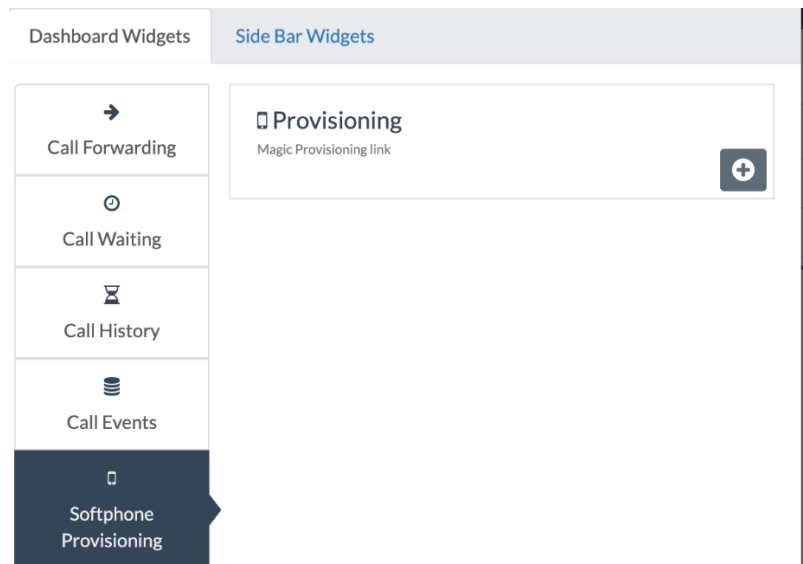 Dashboard Widgets
Side Bar Widgets
Call Forwarding
Call Waiting
Call History
Call Events
Softphone
Provisioning
Provisioning
Magic Provisioning link